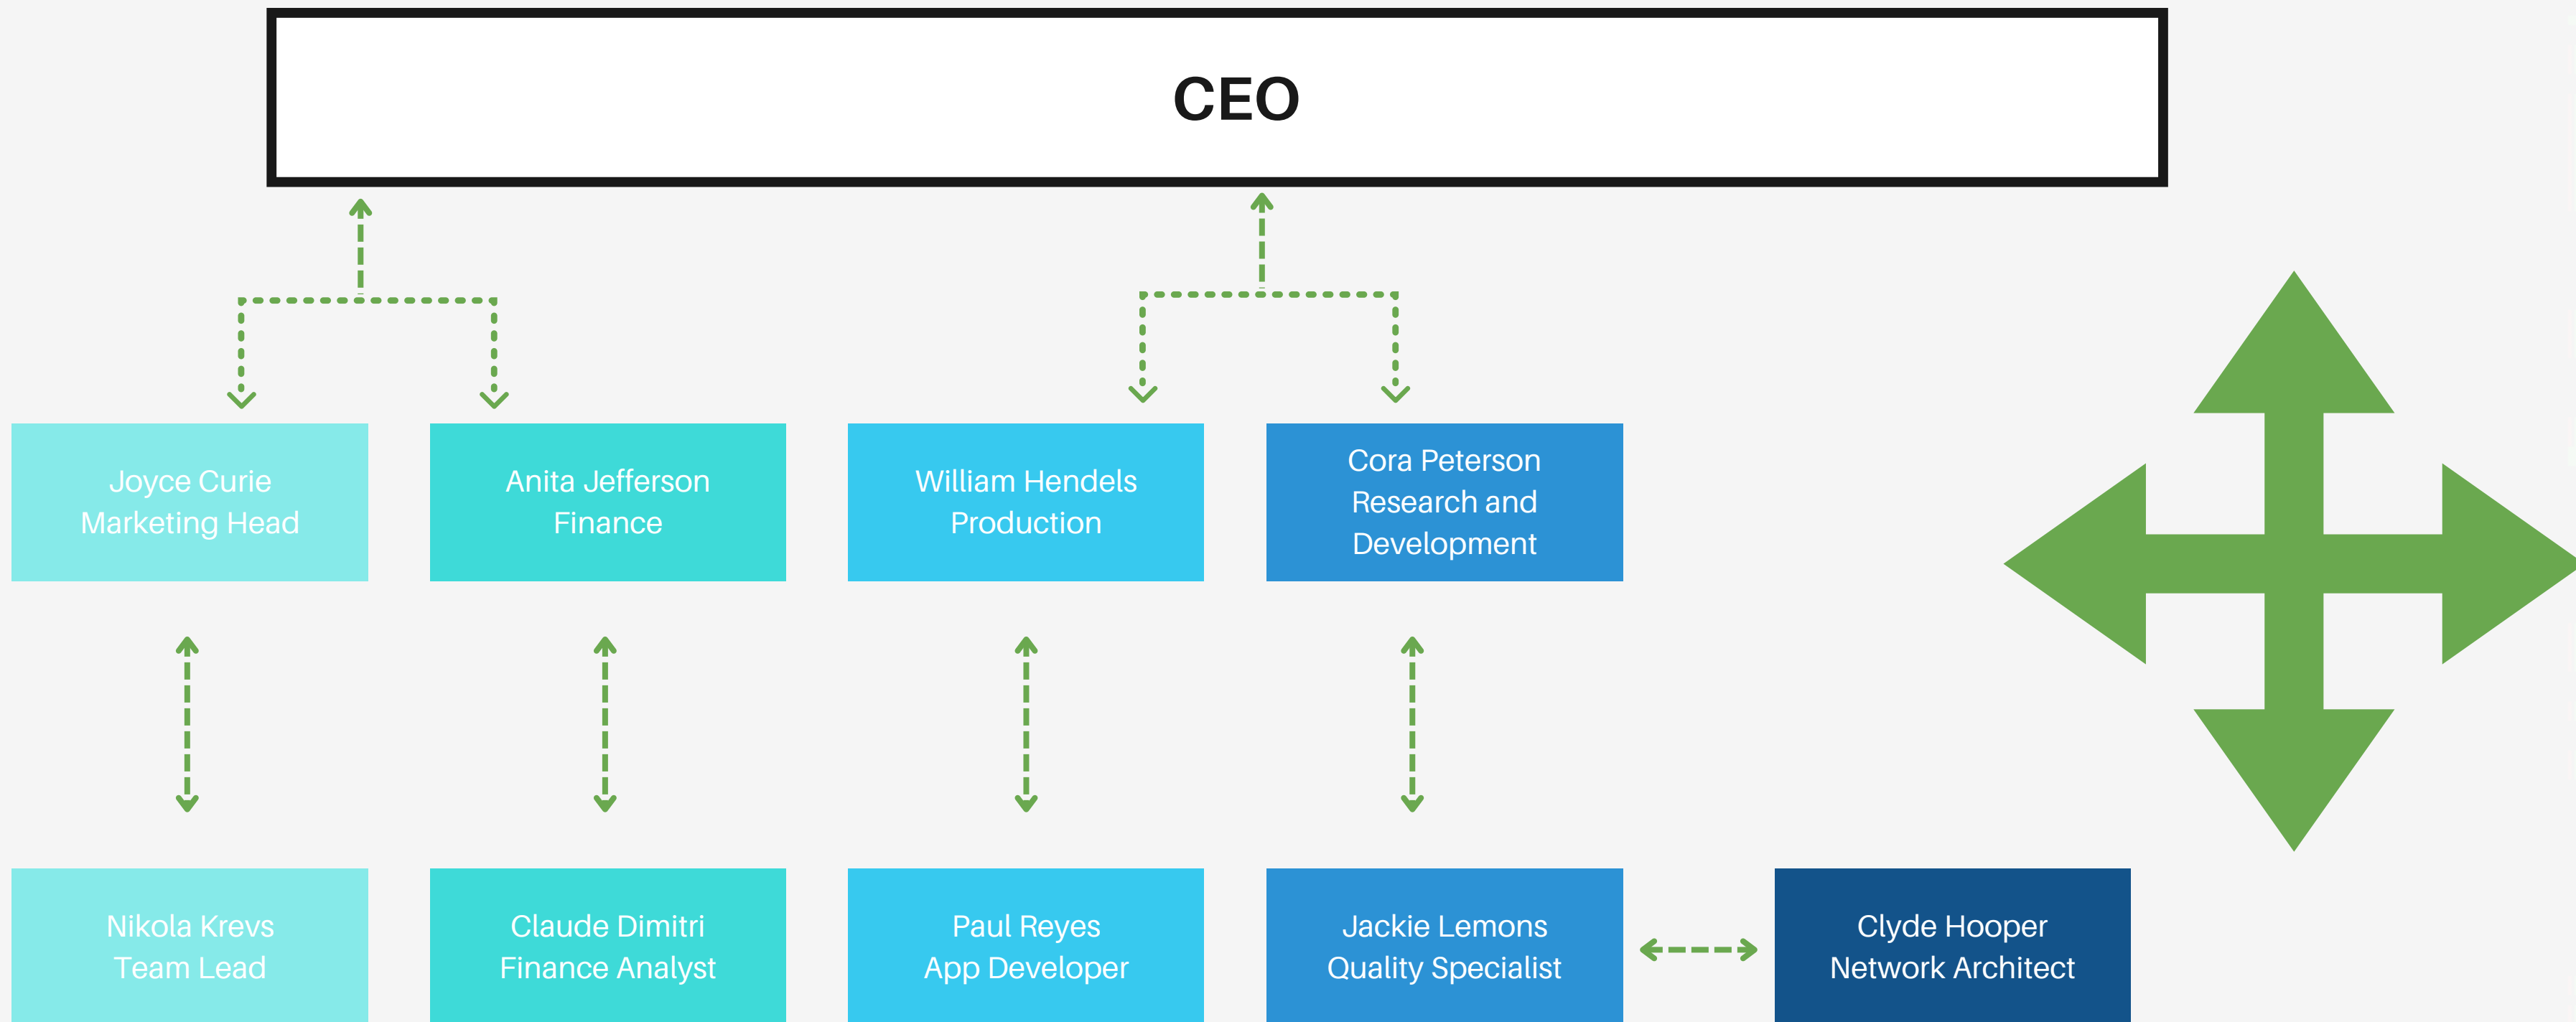 CEO
Joyce Curie
Marketing Head
Anita Jefferson
Finance
William Hendels
Production
Cora Peterson
Research and
Development
Nikola Krevs
Team Lead
Claude Dimitri
Finance Analyst
Paul Reyes
App Developer
Jackie Lemons
Quality Specialist
Clyde Hooper
Network Architect